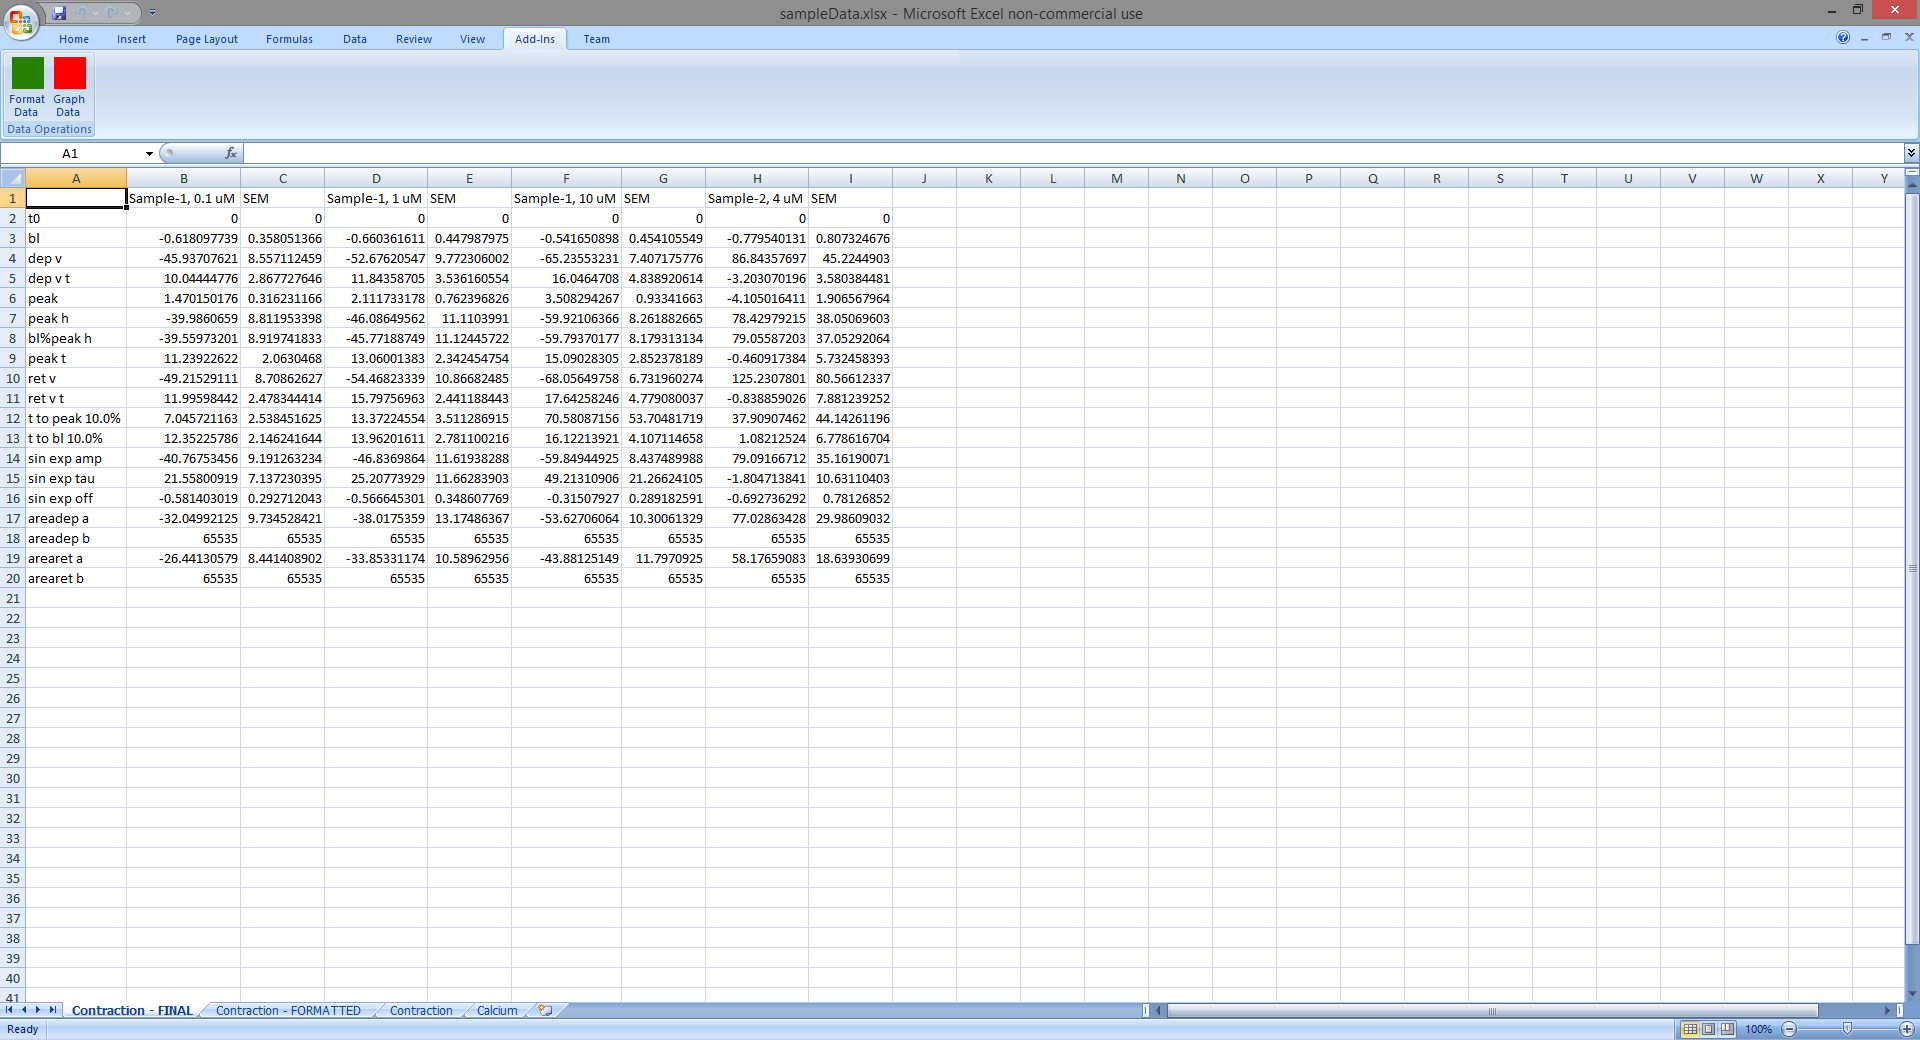 sampleData.xlsx - Microsoft Excel non-commercial use
Home Insert Page Layout Formulas Data Review View Add-Ins Team
Format Data Graph Data
Data Operations
A1 fx
A B C D E F G H I J K L M N O P Q R S T U V W X Y
1 Sample-1, 0.1 uM SEM Sample-1, 1 uM SEM Sample-1, 10 uM SEM Sample-2, 4 uM SEM
2 t0 0 0 0 0 0 0 0 0
3 bl -0.618097739 0.358051366 -0.660361611 0.447987975 -0.541650898 0.454105549 -0.779540131 0.807324676
4 dep v -45.93707621 8.557112459 -52.67620547 9.772306002 -65.23553231 7.407175776 86.84357697 45.2244903
5 dep v t 10.04444776 2.867727646 11.84358705 3.536160554 16.0464708 4.838920614 -3.203070196 3.580384481
6 peak 1.470150176 0.316231166 2.111733178 0.762396826 3.508294267 0.93341663 -4.105016411 1.906567964
7 peak h -39.9860659 8.811953398 -46.08649562 11.1103991 -59.92106366 8.261882665 78.42979215 38.05069603
8 bl%peak h -39.55973201 8.919741833 -45.77188749 11.12445722 -59.79370177 8.179313134 79.05587203 37.05292064
9 peak t 11.23922622 2.0630468 13.06001383 2.342454754 15.09028305 2.852378189 -0.460917384 5.732458393
10 ret v -49.21529111 8.70862627 -54.46823339 10.86682485 -68.05649758 6.731960274 125.2307801 80.56612337
11 ret v t 11.99598442 2.478344414 15.79756963 2.441188443 17.64258246 4.779080037 -0.838859026 7.881239252
12 t to peak 10.0% 7.045721163 2.538451625 13.37224554 3.511286915 70.58087156 53.70481719 37.90907462 44.14261196
13 t to bl 10.0% 12.35225786 2.146241644 13.96201611 2.781100216 16.12213921 4.107114658 1.08212524 6.778616704
14 sin exp amp -40.76753456 9.191263234 -46.8369864 11.61938288 -59.84944925 8.437489988 79.09166712 35.16190071
15 sin exp tau 21.55800919 7.137230395 25.20773929 11.66283903 49.21310906 21.26624105 -1.804713841 10.63110403
16 sin exp off -0.581403019 0.292712043 -0.566645301 0.348607769 -0.31507927 0.289182591 -0.692736292 0.78126852
17 areadep a -32.04992125 9.734528421 -38.0175359 13.17486367 -53.62706064 10.30061329 77.02863428 29.98609032
18 areadep b 65535 65535 65535 65535 65535 65535 65535 65535
19 arearet a -26.44130579 8.441408902 -33.85331174 10.58962956 -43.88125149 11.7970925 58.17659083 18.63930699
20 arearet b 65535 65535 65535 65535 65535 65535 65535 65535
21
22
23
24
25
26
27
28
29
30
31
32
33
34
35
36
37
38
39
40
41
Contraction - FINAL Contraction - FORMATTED Contraction Calcium
Ready 100%